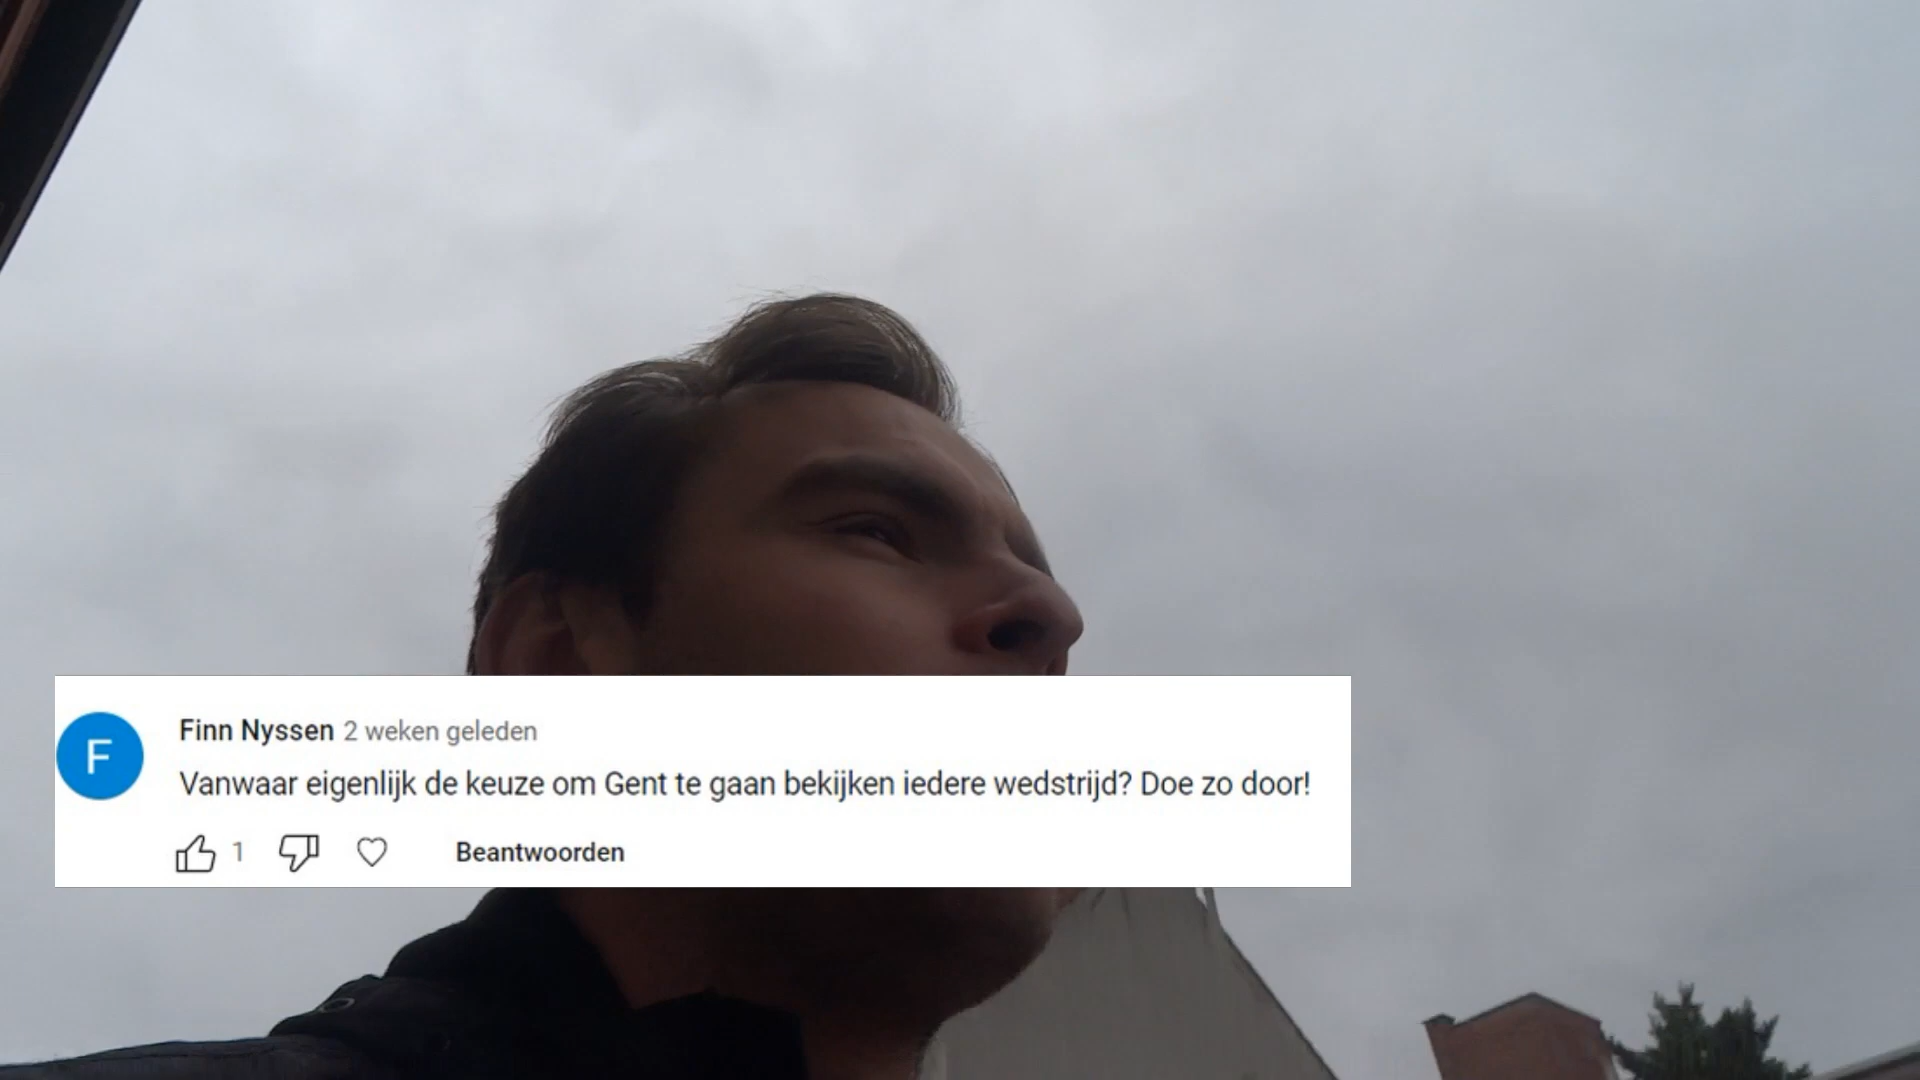 F
Finn Nyssen 2 weken geleden
Vanwaar eigenlijk de keuze om Gent te gaan bekijken iedere wedstrijd? Doe zo door!
1 Beantwoorden